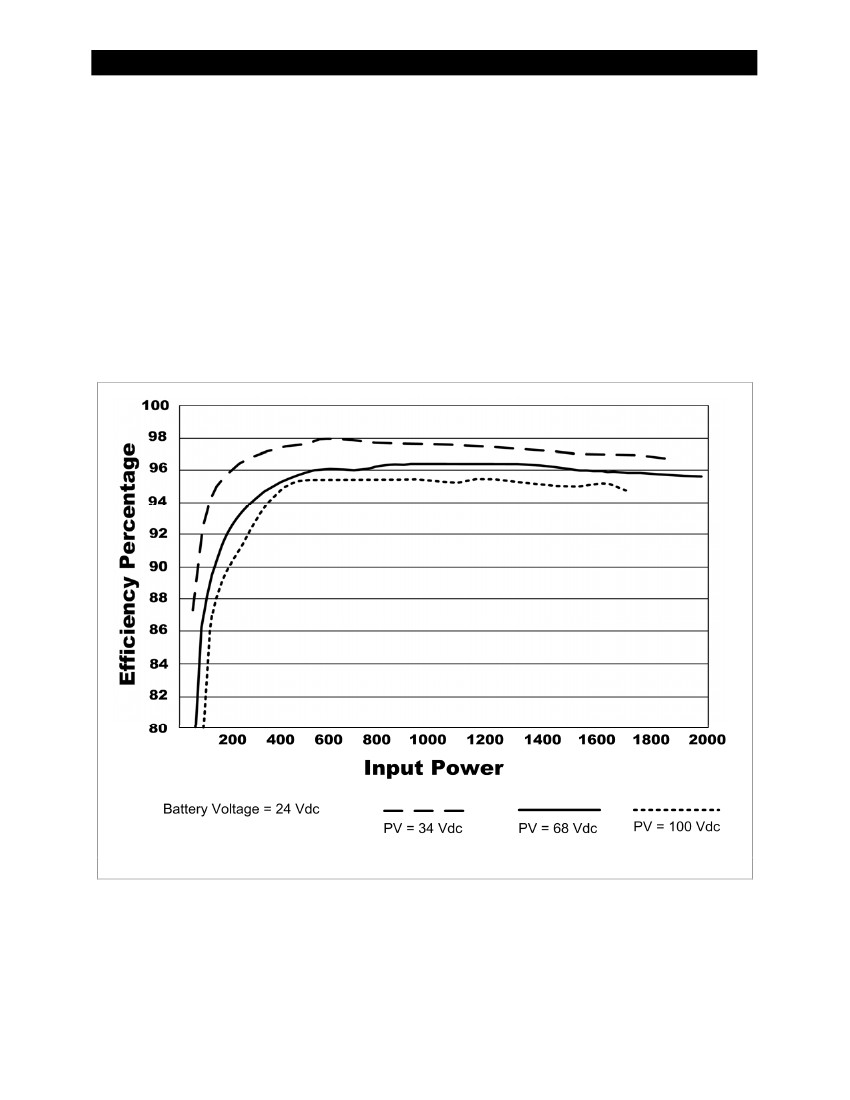 100
98
96
94
92
90
88
86
84
82
80
Efficiency Percentage
200 400 600 800 1000 1200 1400 1600 1800 2000
Input Power
Battery Voltage = 24 Vdc
PV = 34 Vdc
PV = 68 Vdc
PV = 100 Vdc